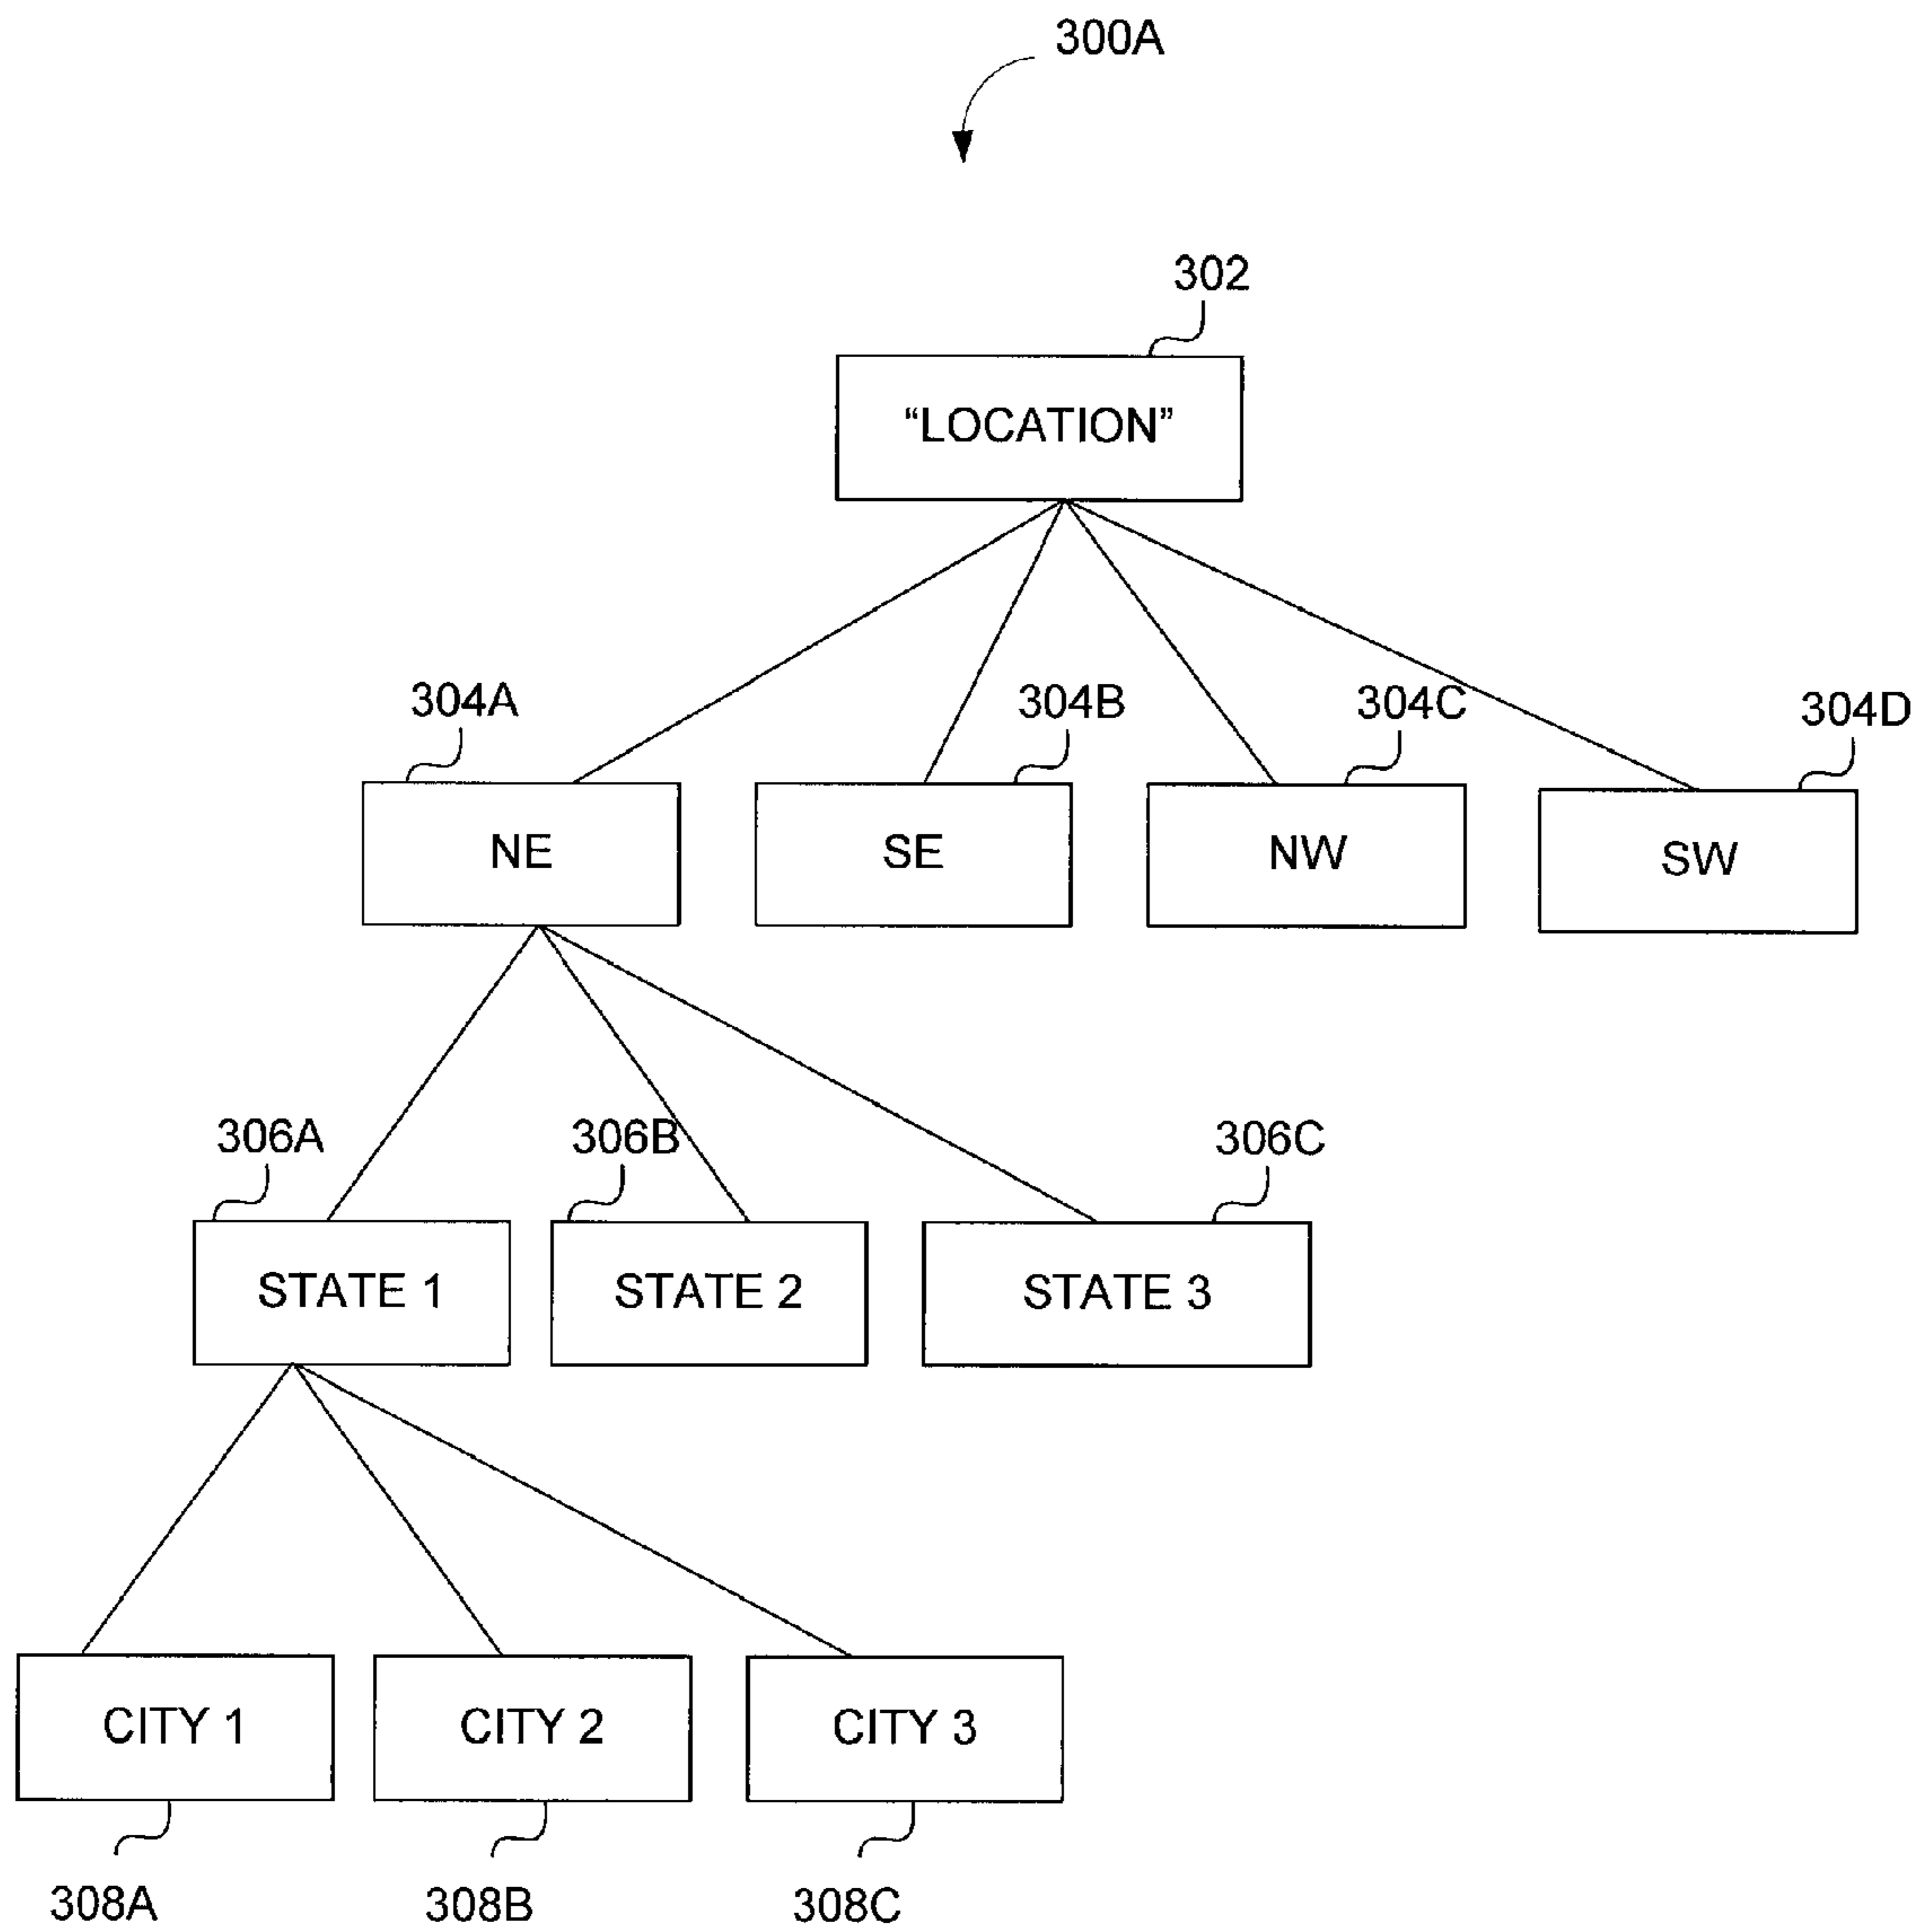 300A
302
“LOCATION”
304A
304B
304C
304D
NE
SE
NW
SW
306A
306B
306C
STATE 1
STATE 2
STATE 3
CITY 1
CITY 2
CITY 3
308A
308B
308C